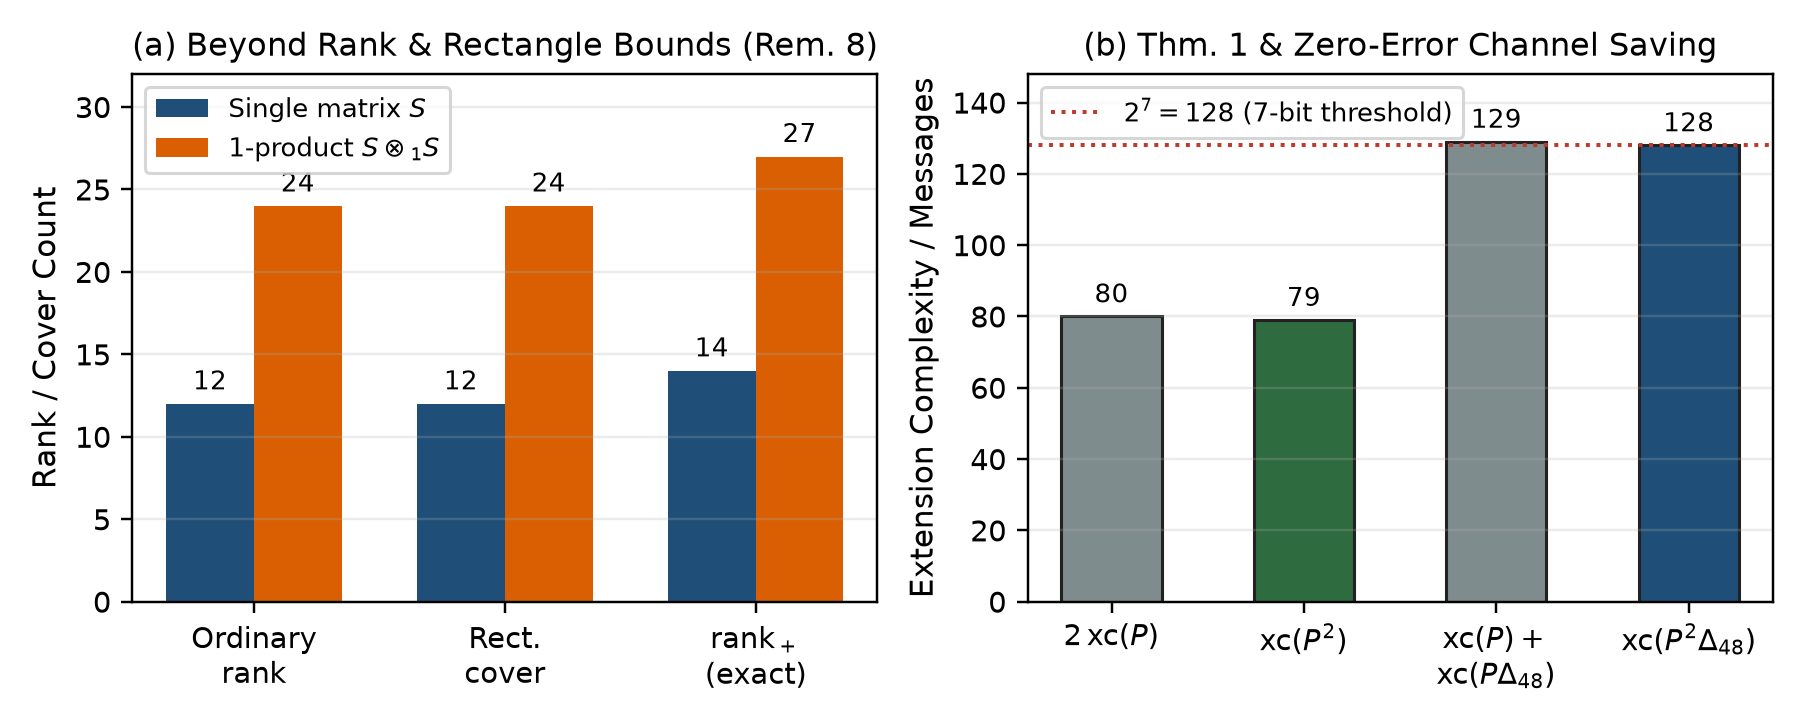 (a) Beyond Rank & Rectangle Bounds (Rem. 8)
Rank / Cover Count
30
25
20
15
10
5
0
Single matrix S
1-product S ⊗₁ S
12
24
12
24
14
27
Ordinary
rank
Rect.
cover
rank₊
(exact)
(b) Thm. 1 & Zero-Error Channel Saving
Extension Complexity / Messages
140
120
100
80
60
40
20
0
2⁷ = 128 (7-bit threshold)
80
79
129
128
2 xc(P)
xc(P²)
xc(P) +
xc(PΔ₄₈)
xc(P²Δ₄₈)